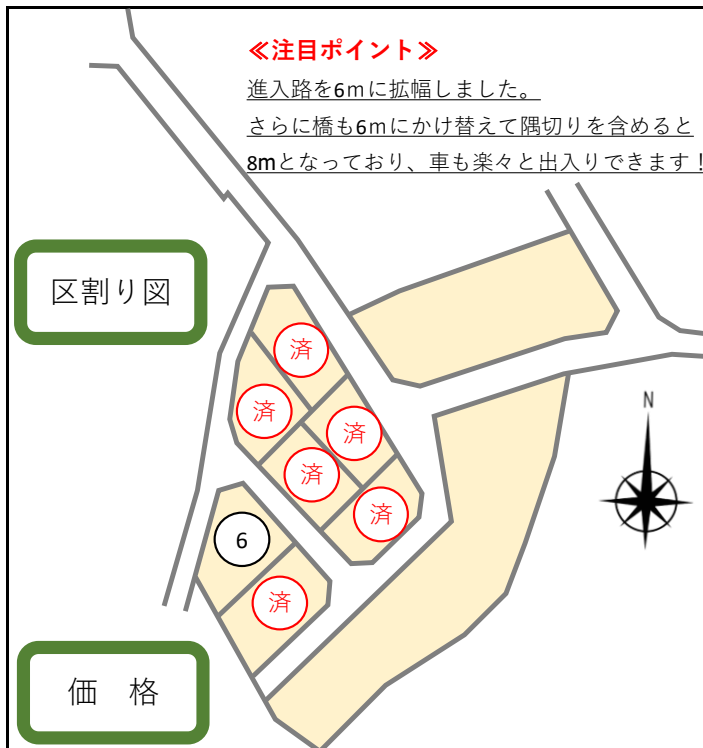 ≪注目ポイント≫
進入路を6mに拡幅しました。
さらに橋も6mにかけ替えて隅切りを含めると
8mとなっており、車も楽々と出入りできます！
区割り図
N
済
済
済
済
済
6
済
価　格